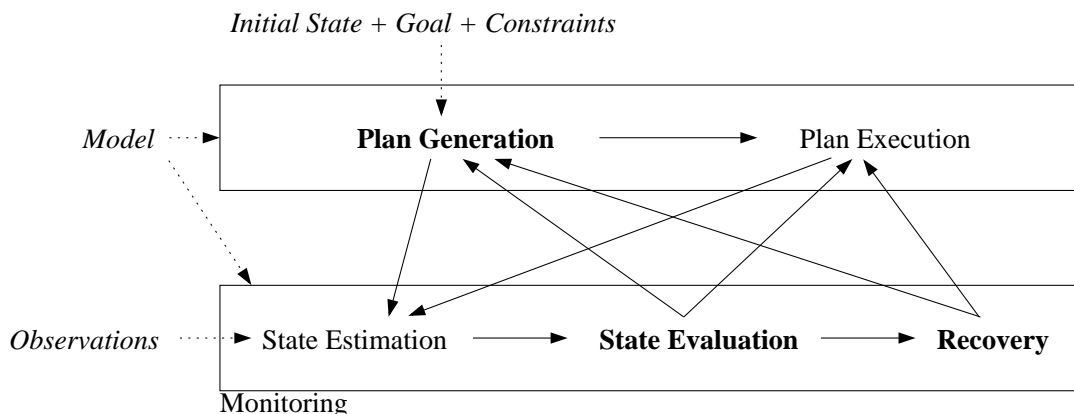 Initial State + Goal + Constraints
Model
Plan Generation
Plan Execution
Observations
State Estimation
State Evaluation
Recovery
Monitoring